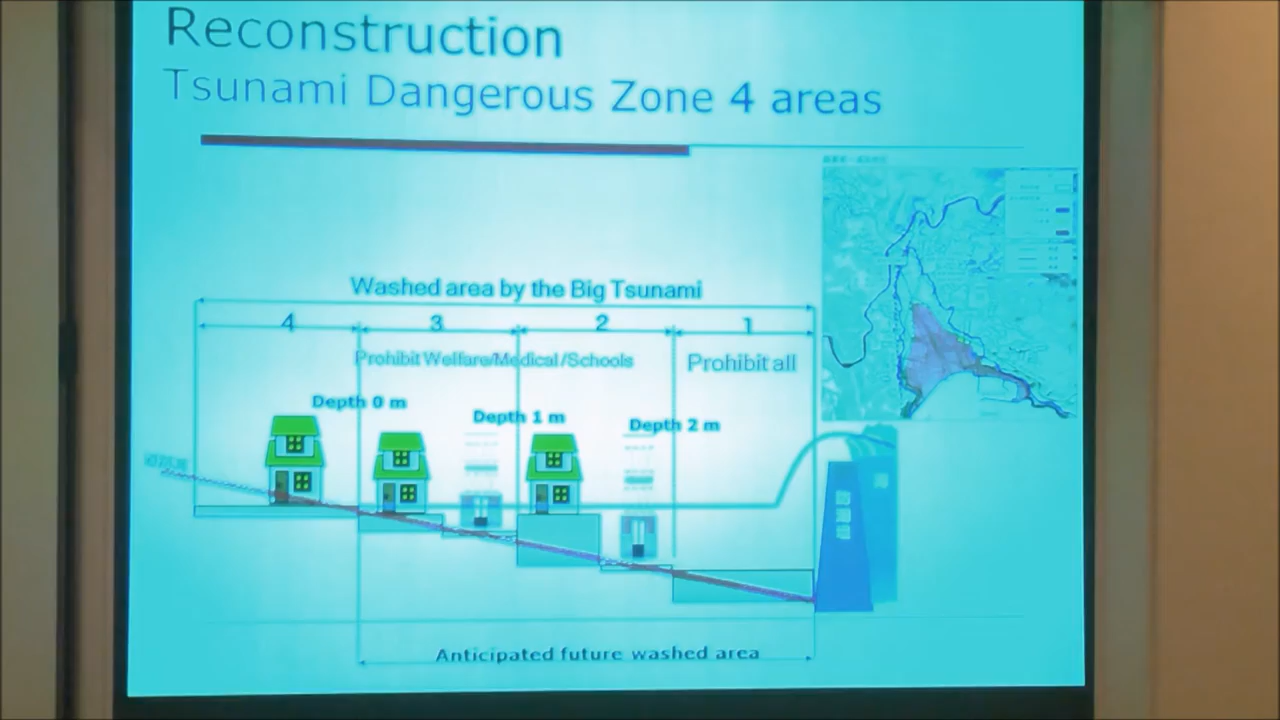 Reconstruction
Tsunami Dangerous Zone 4 areas
Washed area by the Big Tsunami
4
3
2
1
Prohibit Welfare/Medical/Schools
Prohibit all
Depth 0 m
Depth 1 m
Depth 2 m
Anticipated future washed area